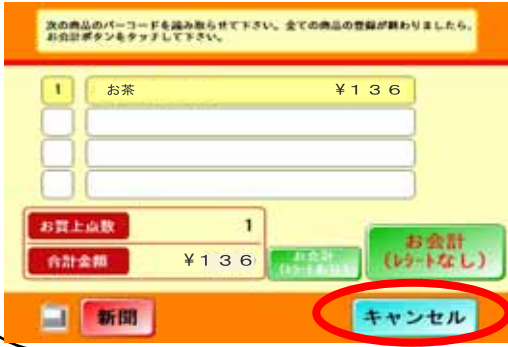 次の商品のバーコードを読み取らせて下さい。全ての商品の登録が終わりましたら、
お会計ボタンをタッチして下さい。
1 お茶 ¥136
お買上点数 1
合計金額 ¥136
お会計
お会計
(レシートなし)
新聞 キャンセル